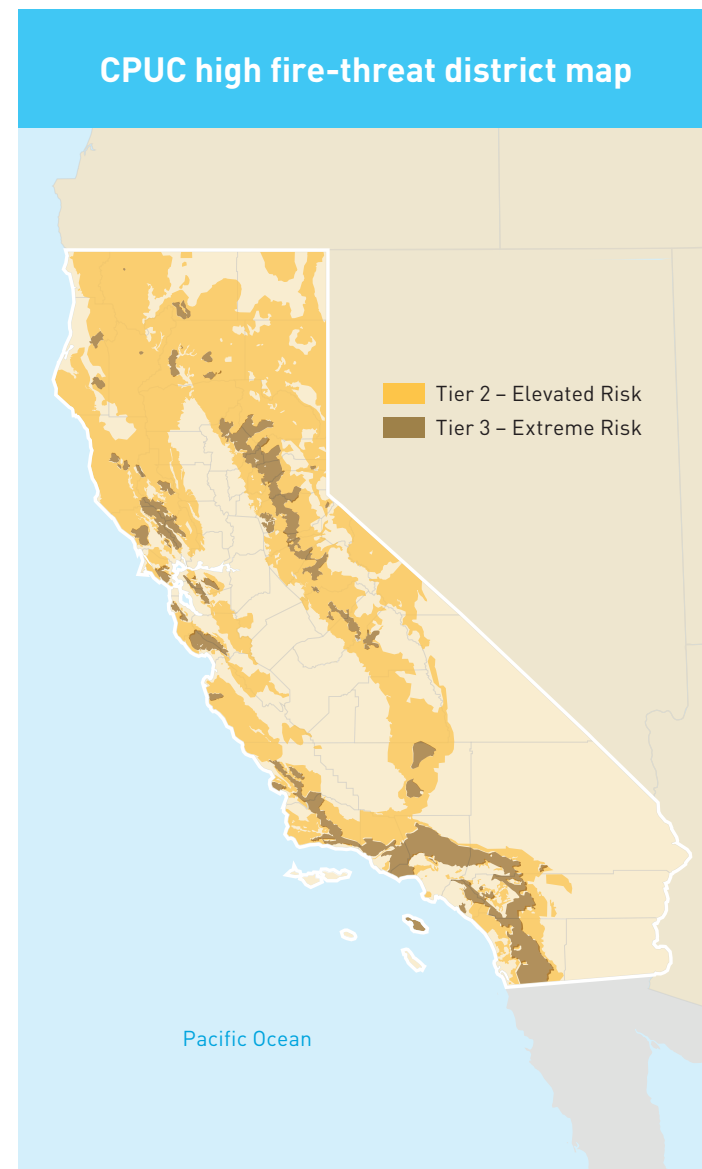 CPUC high fire-threat district map
Tier 2 – Elevated Risk
Tier 3 – Extreme Risk
Pacific Ocean